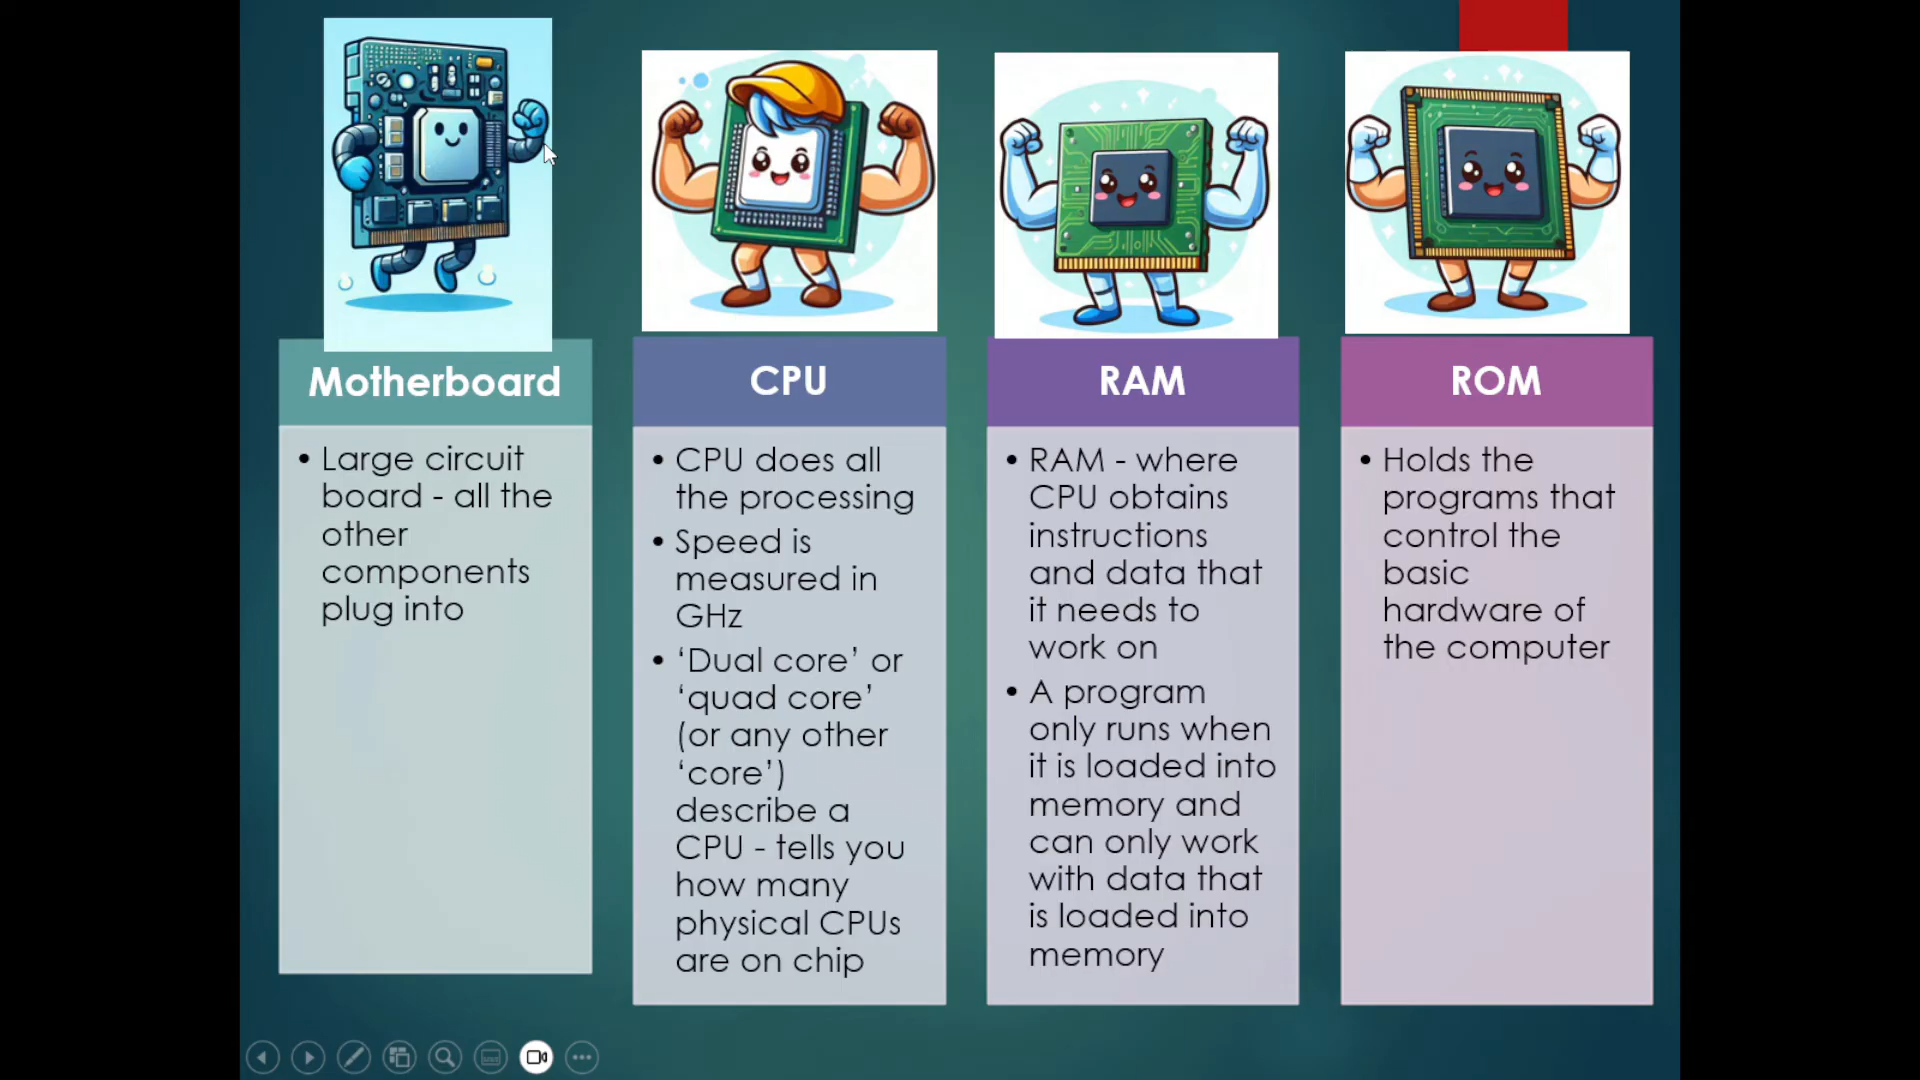 Motherboard
• Large circuit
board - all the
other
components
plug into
CPU
• CPU does all
the processing
• Speed is
measured in
GHz
• ‘Dual core’ or
‘quad core’
(or any other
‘core’)
describe a
CPU - tells you
how many
physical CPUs
are on chip
RAM
• RAM - where
CPU obtains
instructions
and data that
it needs to
work on
• A program
only runs when
it is loaded into
memory and
can only work
with data that
is loaded into
memory
ROM
• Holds the
programs that
control the
basic
hardware of
the computer